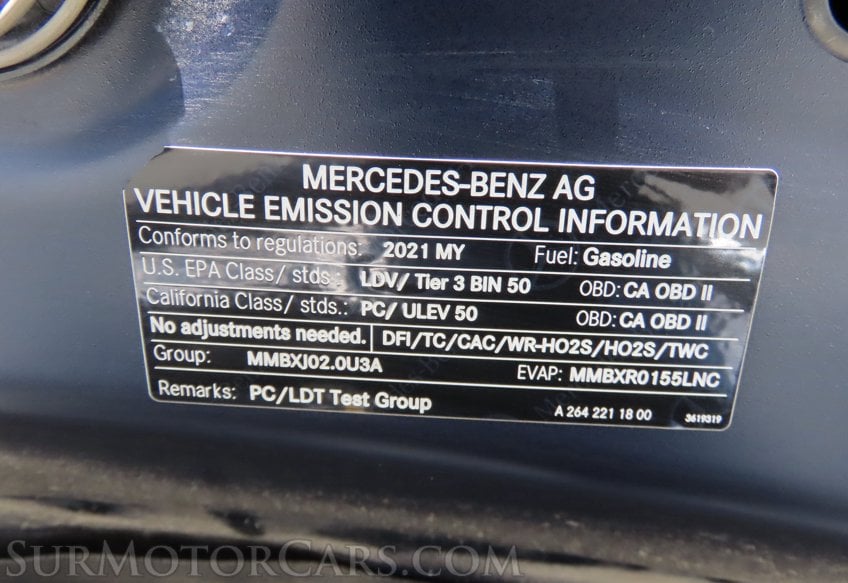 MERCEDES-BENZ AG
VEHICLE EMISSION CONTROL INFORMATION
Conforms to regulations: 2021 MY Fuel: Gasoline
U.S. EPA Class/ stds.: LDV/ Tier 3 BIN 50 OBD: CA OBD II
California Class/ stds.: PC/ ULEV 50 OBD: CA OBD II
No adjustments needed. DFI/TC/CAC/WR-HO2S/HO2S/TWC
Group: MMBXJ02.0U3A EVAP: MMBXR0155LNC
Remarks: PC/LDT Test Group A 264 221 18 00 3619319
SurMotorCars.com